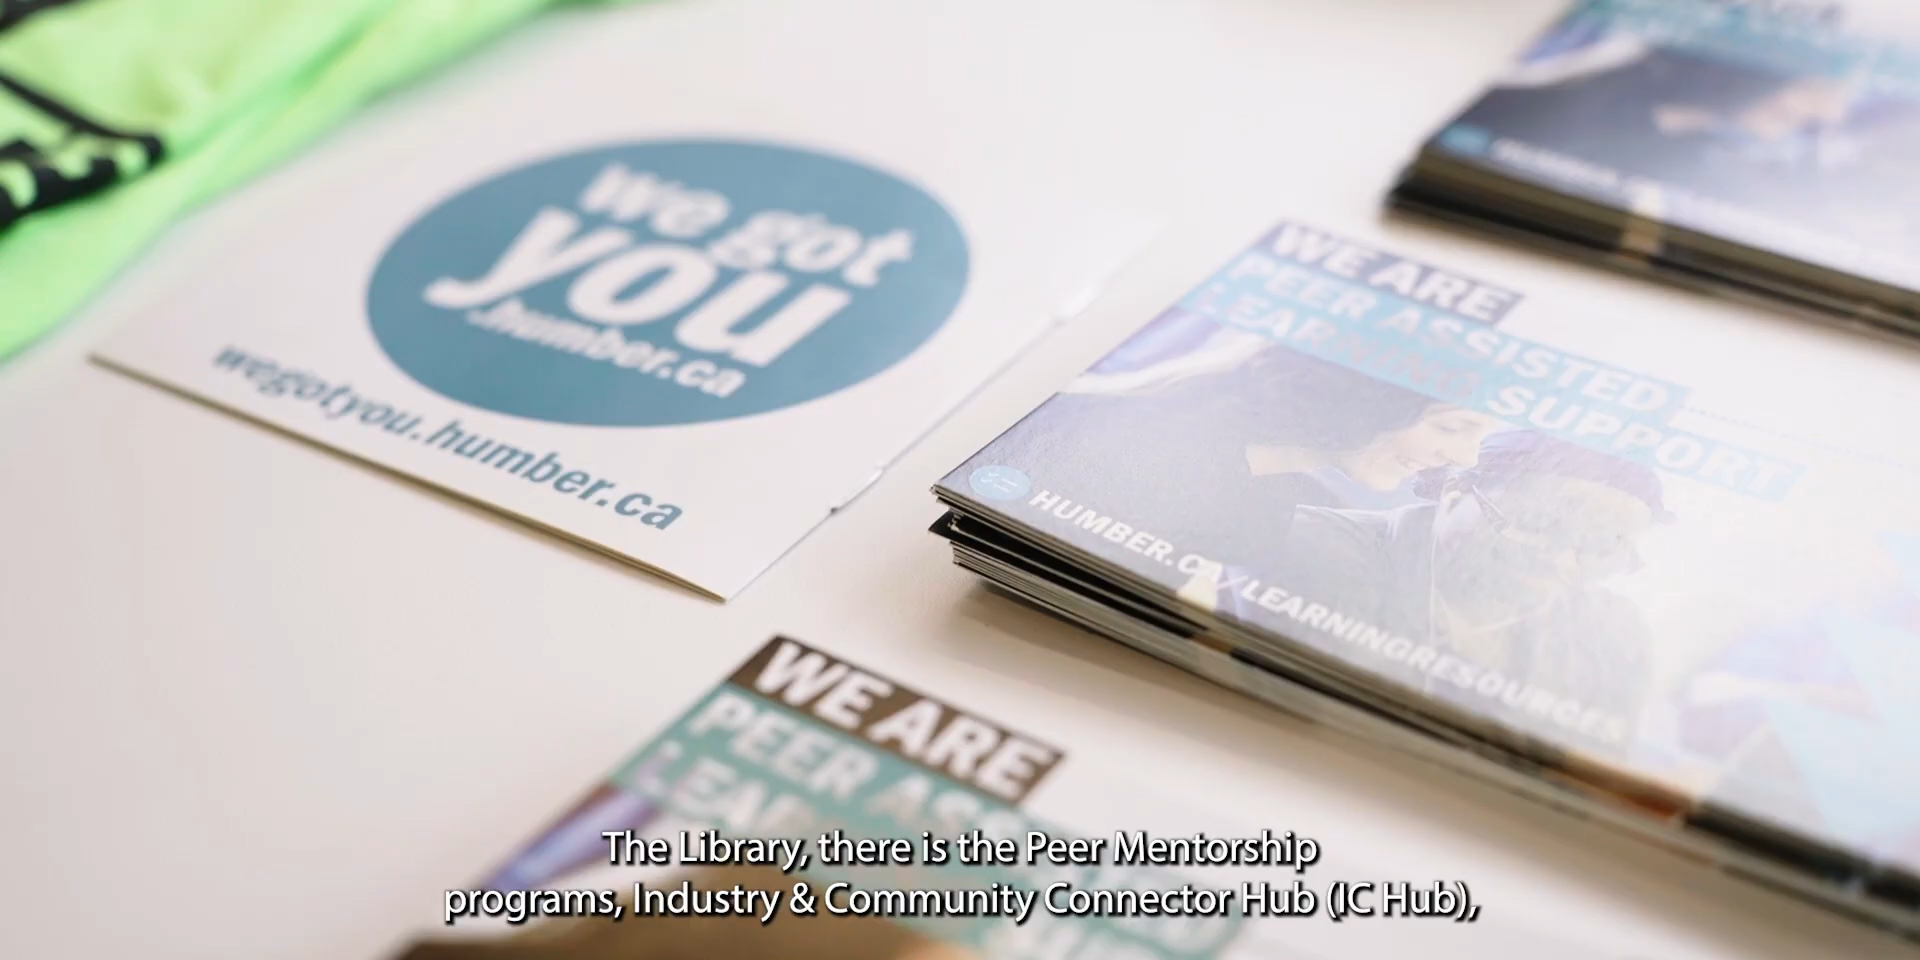 we got
you
.humber.ca
wegotyou.humber.ca
WE ARE
PEER ASSISTED
LEARNING SUPPORT
HUMBER.CA/LEARNINGRESOURCES
WE ARE
PEER
The Library, there is the Peer Mentorship
programs, Industry & Community Connector Hub (IC Hub),